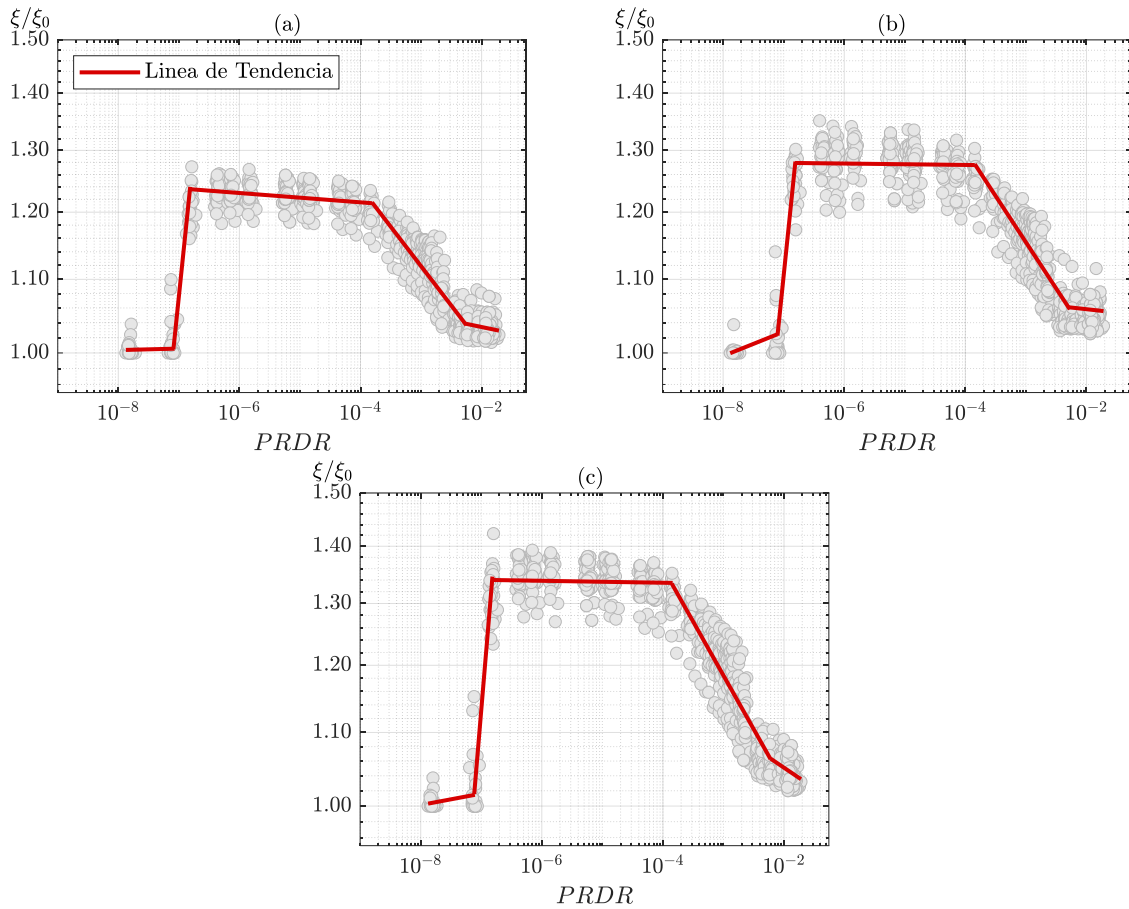 ξ/ξ₀
(a)
1.50
1.40
1.30
1.20
1.10
1.00
Linea de Tendencia
10⁻⁸ 10⁻⁶ 10⁻⁴ 10⁻²
PRDR
ξ/ξ₀
(b)
1.50
1.40
1.30
1.20
1.10
1.00
10⁻⁸ 10⁻⁶ 10⁻⁴ 10⁻²
PRDR
ξ/ξ₀
(c)
1.50
1.40
1.30
1.20
1.10
1.00
10⁻⁸ 10⁻⁶ 10⁻⁴ 10⁻²
PRDR